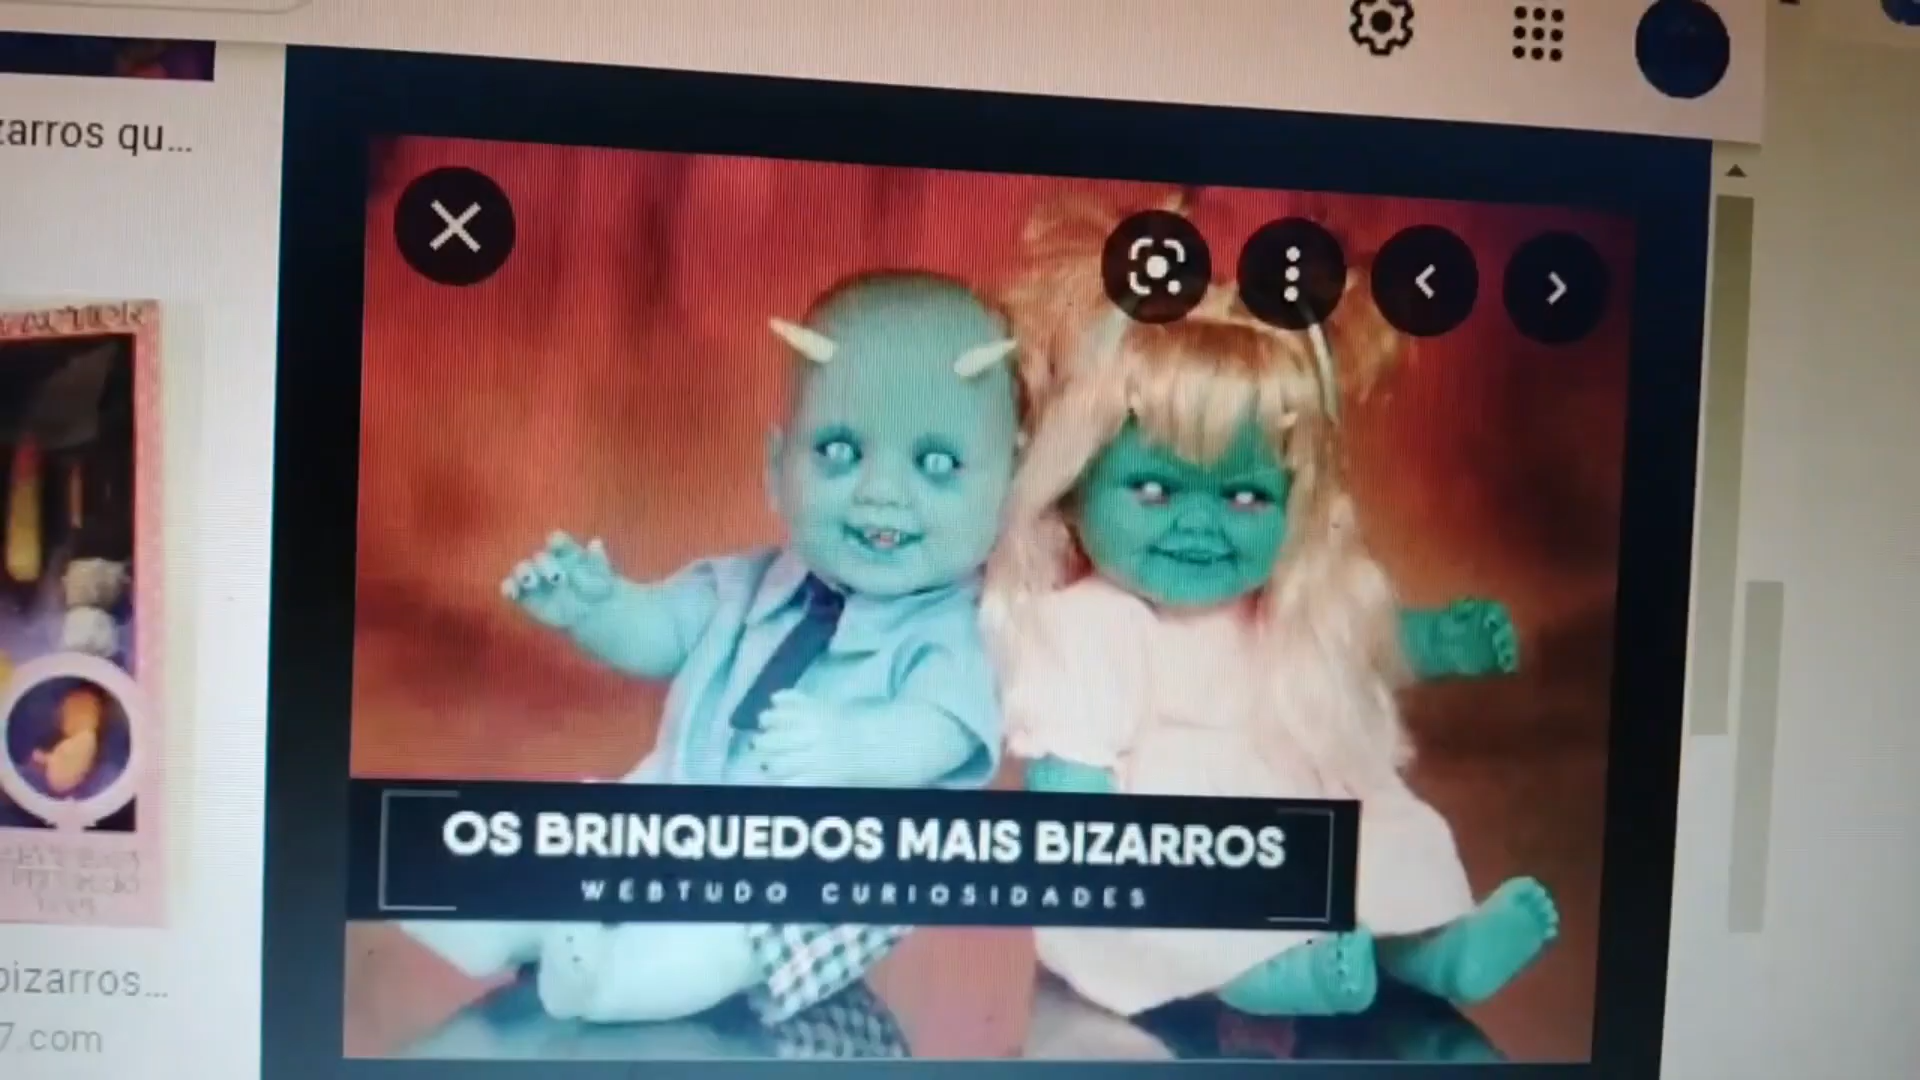 zarros qu...
OS BRINQUEDOS MAIS BIZARROS
WEBTUDO CURIOSIDADES
bizarros...
7.com